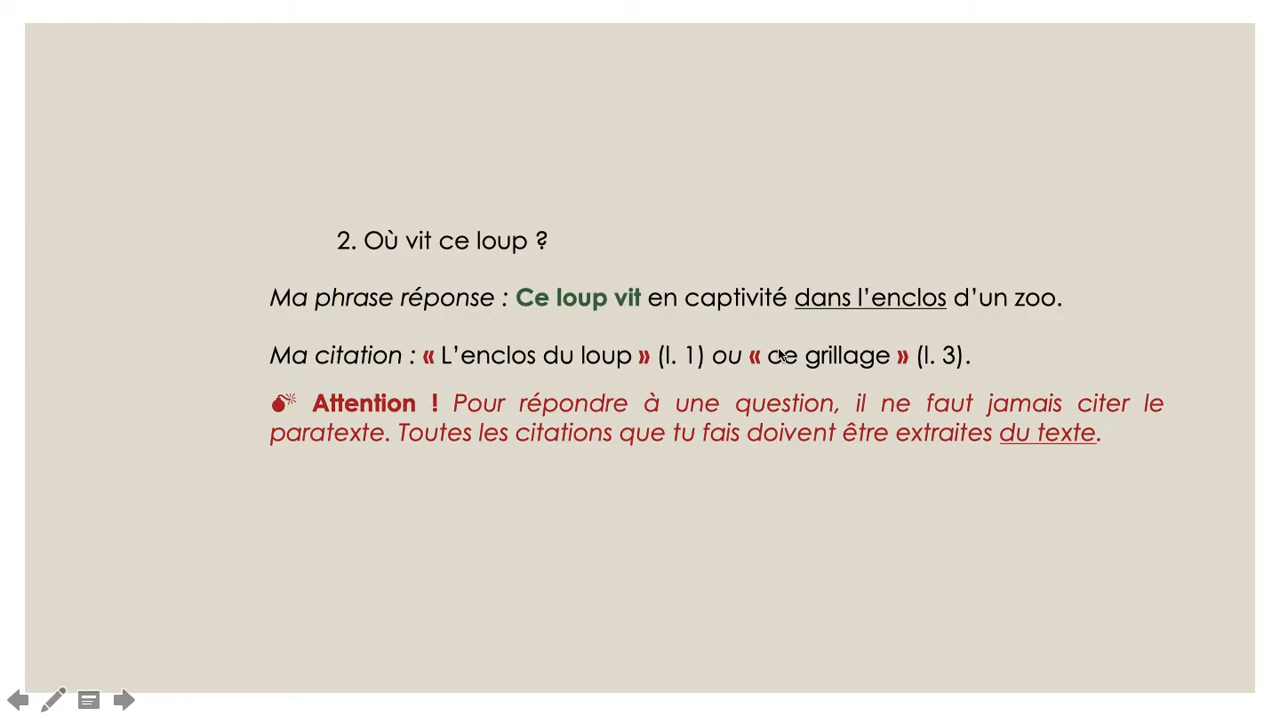 2. Où vit ce loup ?
Ma phrase réponse : Ce loup vit en captivité dans l’enclos d’un zoo.
Ma citation : « L’enclos du loup » (l. 1) ou « ce grillage » (l. 3).
Attention ! Pour répondre à une question, il ne faut jamais citer le
paratexte. Toutes les citations que tu fais doivent être extraites du texte.